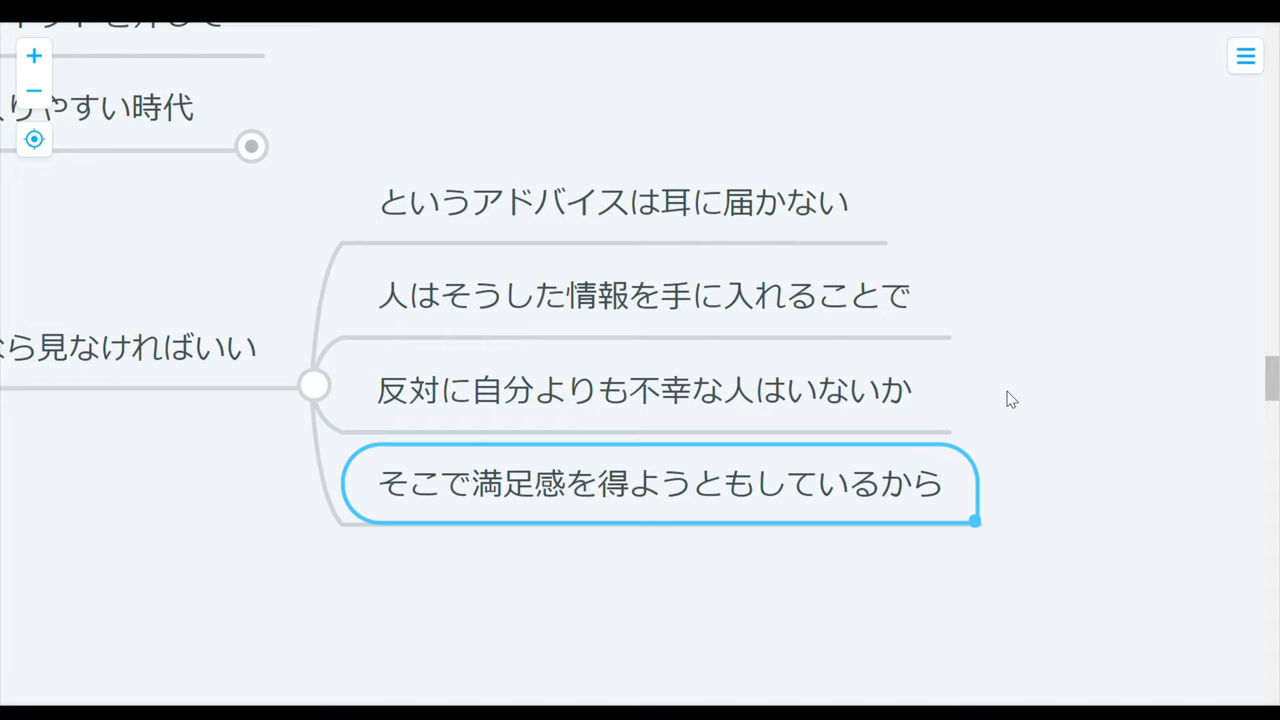 りやすい時代
というアドバイスは耳に届かない
人はそうした情報を手に入れることで
なら見なければいい
反対に自分よりも不幸な人はいないか
そこで満足感を得ようともしているから